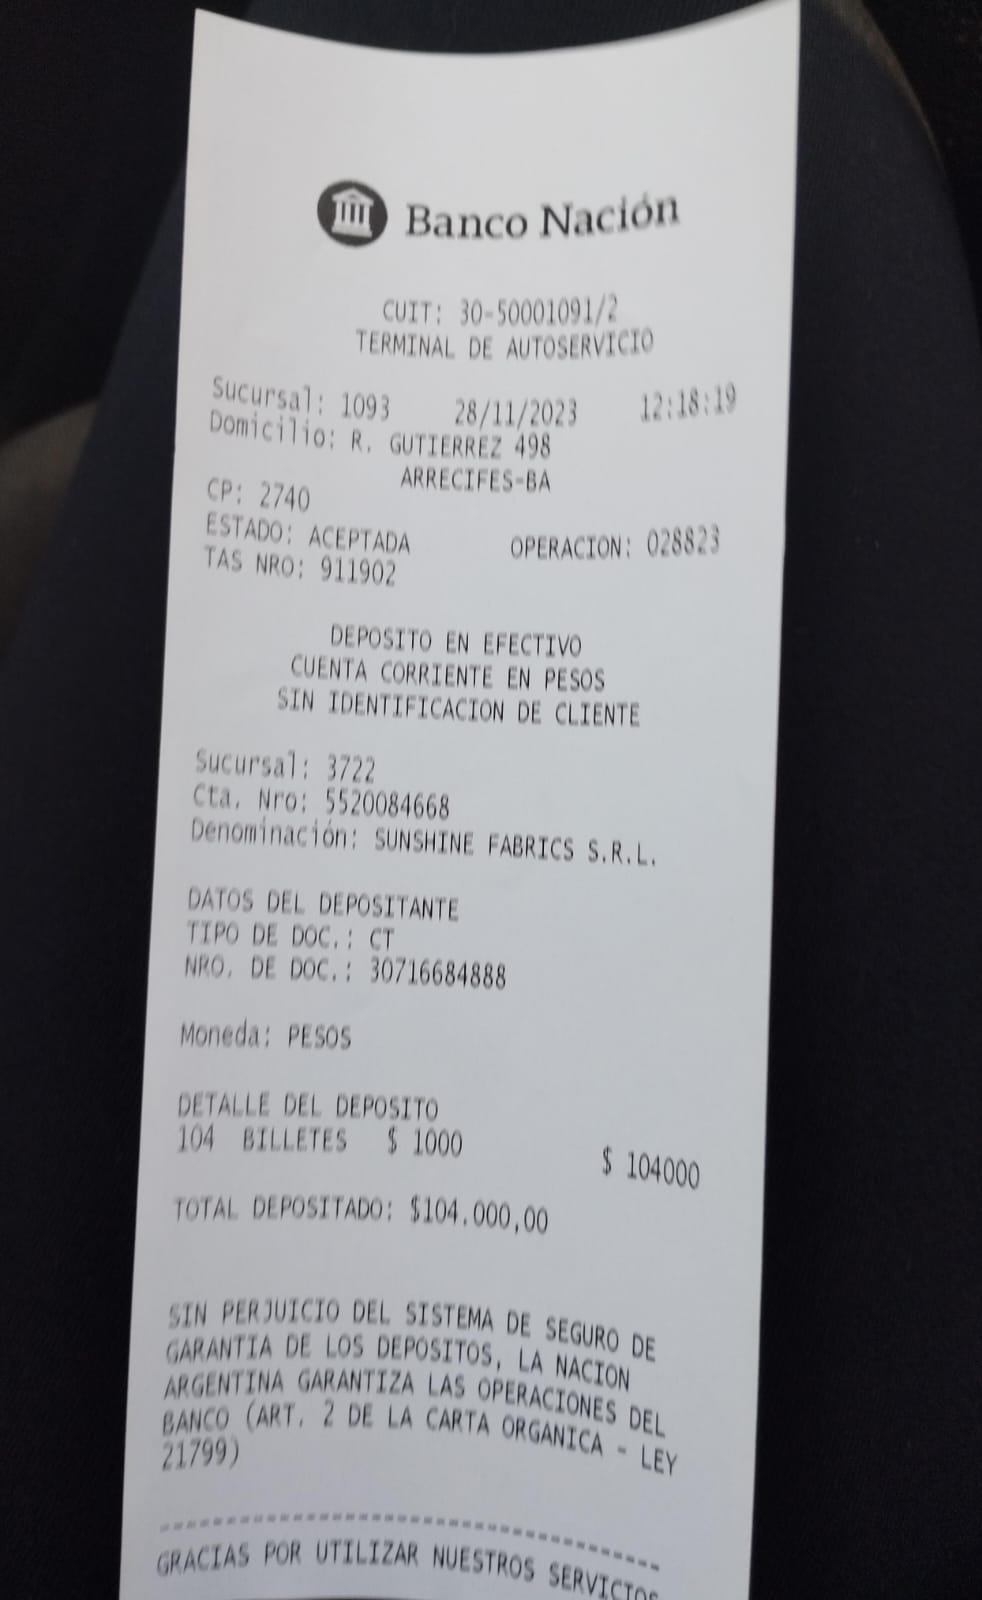 Banco Nación
CUIT: 30-50001091/2
TERMINAL DE AUTOSERVICIO
Sucursal: 1093 28/11/2023 12:18:19
Domicilio: R. GUTIERREZ 498
ARRECIFES-BA
CP: 2740
ESTADO: ACEPTADA OPERACION: 028823
TAS NRO: 911902
DEPOSITO EN EFECTIVO
CUENTA CORRIENTE EN PESOS
SIN IDENTIFICACION DE CLIENTE
Sucursal: 3722
Cta. Nro: 5520084668
Denominación: SUNSHINE FABRICS S.R.L.
DATOS DEL DEPOSITANTE
TIPO DE DOC.: CT
NRO. DE DOC.: 30716684888
Moneda: PESOS
DETALLE DEL DEPOSITO
104 BILLETES $ 1000 $ 104000
TOTAL DEPOSITADO: $104.000,00
SIN PERJUICIO DEL SISTEMA DE SEGURO DE
GARANTIA DE LOS DEPOSITOS, LA NACION
ARGENTINA GARANTIZA LAS OPERACIONES DEL
BANCO (ART. 2 DE LA CARTA ORGANICA - LEY
21799)
----------------------------------------
GRACIAS POR UTILIZAR NUESTROS SERVICIOS